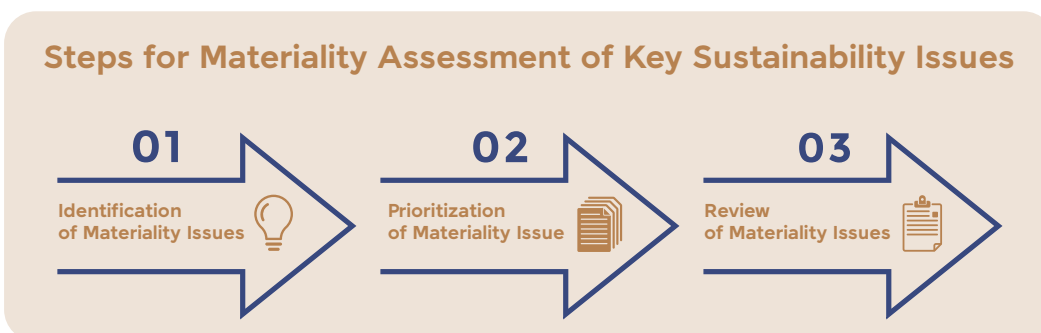 Steps for Materiality Assessment of Key Sustainability Issues
01
Identification
of Materiality Issues
02
Prioritization
of Materiality Issue
03
Review
of Materiality Issues